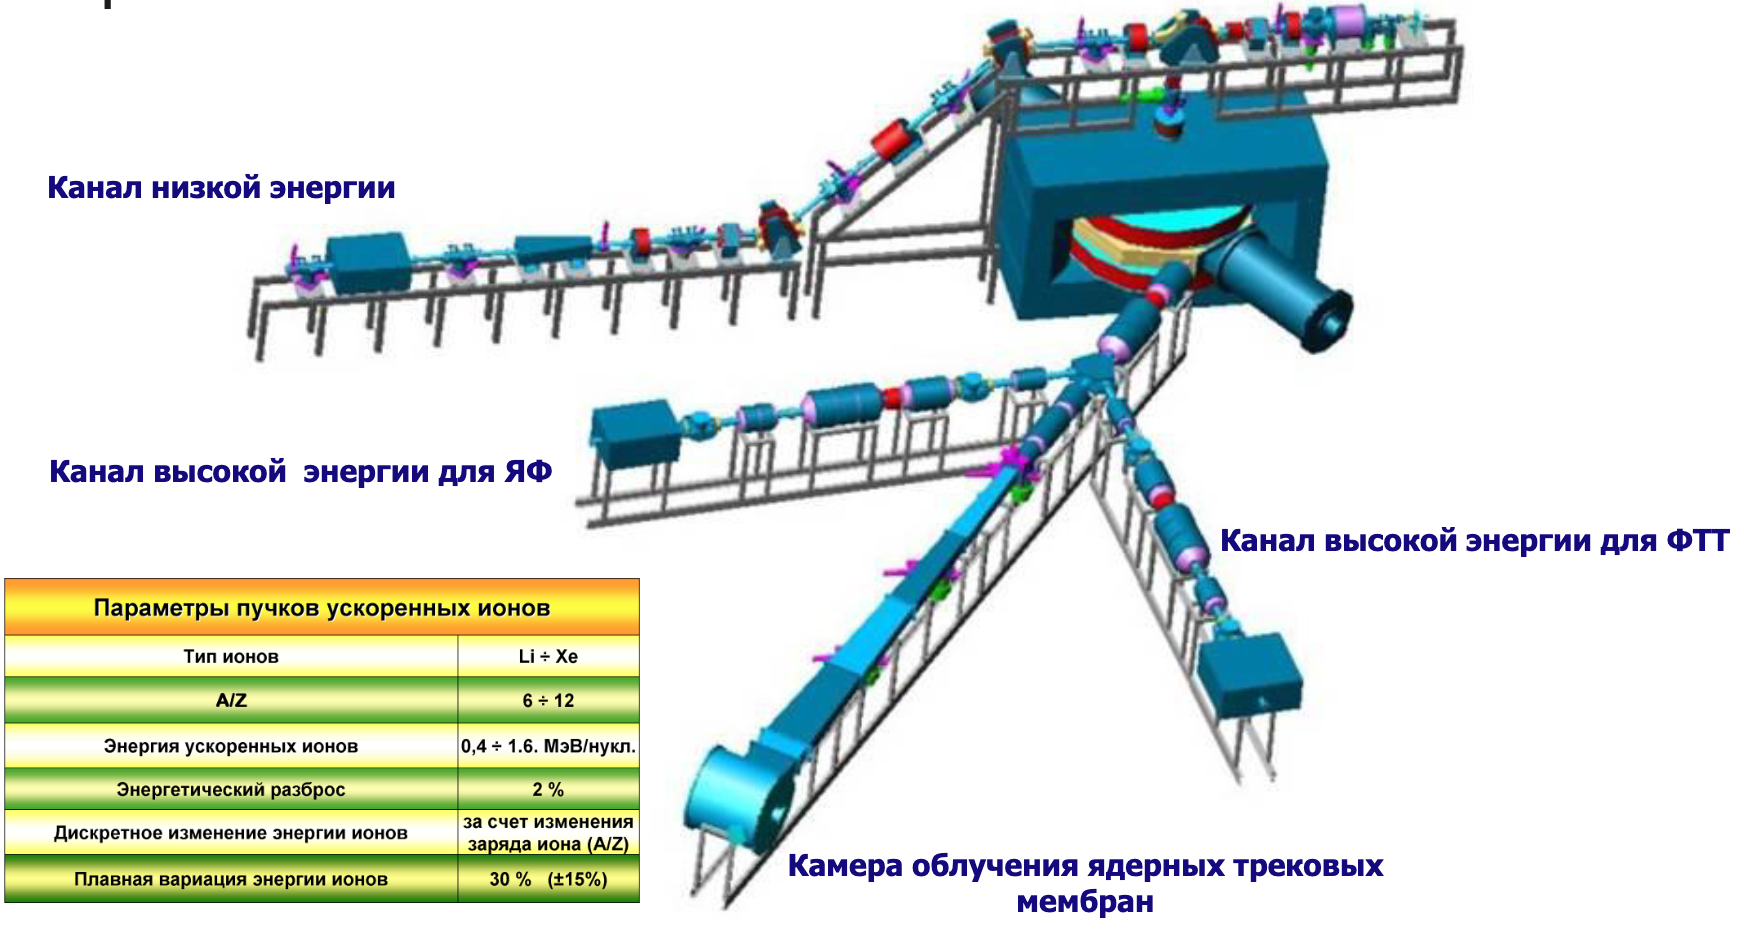 Канал низкой энергии
Канал высокой энергии для ЯФ
Канал высокой энергии для ФТТ
Параметры пучков ускоренных ионов
Тип ионов Li ÷ Xe
A/Z 6 ÷ 12
Энергия ускоренных ионов 0,4 ÷ 1.6. МэВ/нукл.
Энергетический разброс 2 %
Дискретное изменение энергии ионов за счет изменения
заряда иона (A/Z)
Плавная вариация энергии ионов 30 % (±15%)
Камера облучения ядерных трековых
мембран